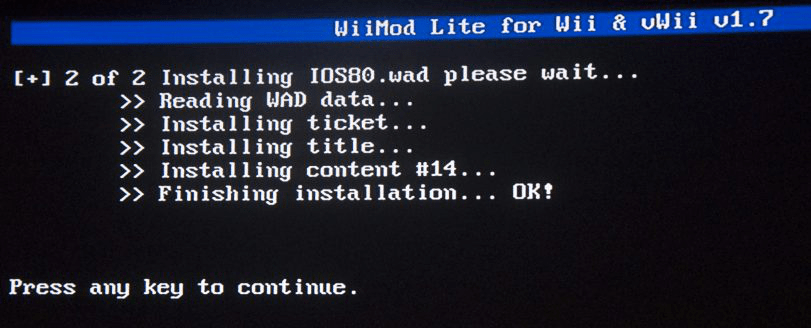 WiiMod Lite for Wii & vWii v1.7
[+] 2 of 2 Installing IOS80.wad please wait...
>> Reading WAD data...
>> Installing ticket...
>> Installing title...
>> Installing content #14...
>> Finishing installation... OK!
Press any key to continue.